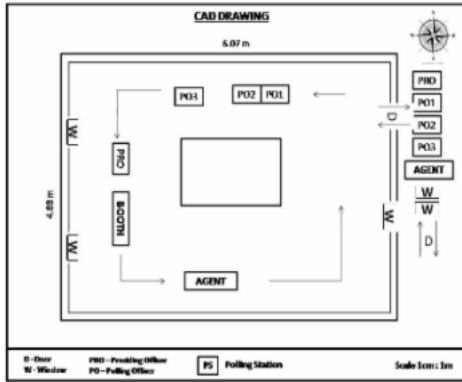 CAD DRAWING
6.07 m
PRO
PO3
PO2 PO1
PO1
D
PO2
PO3
W
PRO
AGENT
W
W
4.88 m
BOOTH
W
W
D
AGENT
D - Door
PRO - Presiding Officer
PS
Polling Station
Scale 1cm : 1m
W - Window
PO - Polling Officer